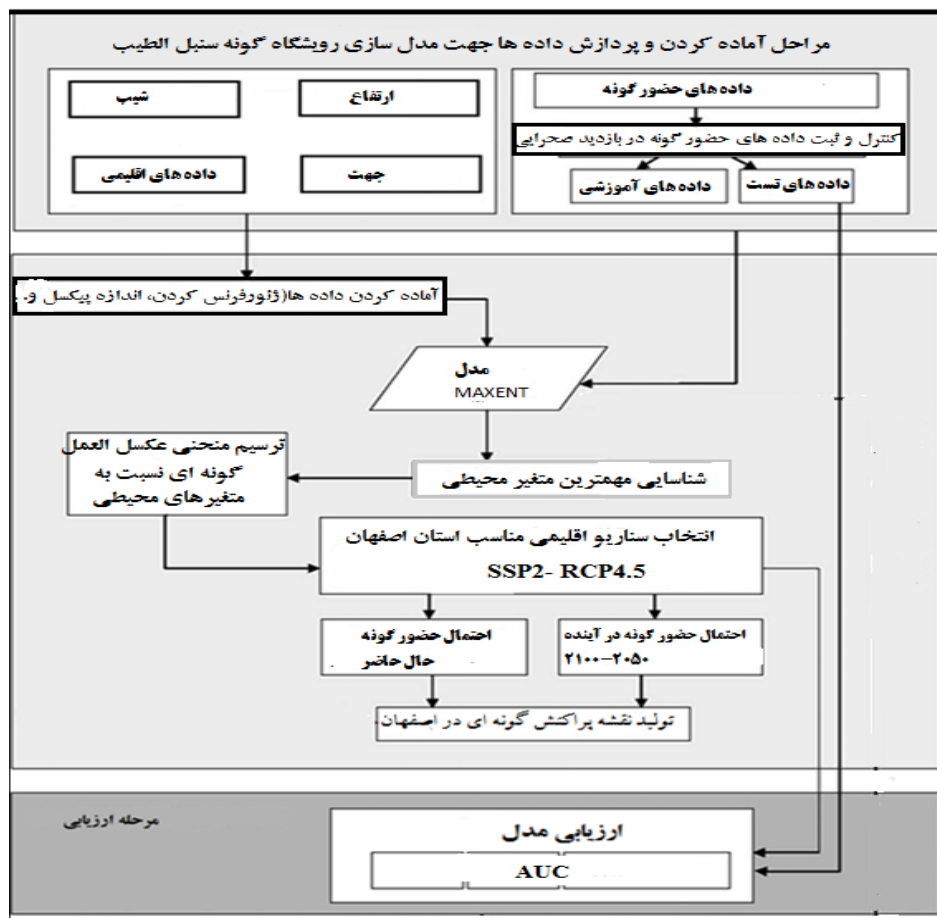 مراحل آماده کردن و پردازش داده ها جهت مدل سازی رویشگاه گونه سنبل الطیب
داده‌های حضور گونه
کنترل و ثبت داده های حضور گونه در بازدید صحرایی
داده‌های تست
داده‌های آموزشی
ارتفاع
شیب
جهت
داده‌های اقلیمی
آماده کردن داده ها(ژئورفرنس کردن، اندازه پیکسل و.
مدل
MAXENT
شناسایی مهمترین متغیر محیطی
ترسیم منحنی عکسل العمل
گونه ای نسبت به
متغیرهای محیطی
انتخاب سناریو اقلیمی مناسب استان اصفهان
SSP2- RCP4.5
احتمال حضور گونه در آینده
۲۱۰۰-۲۰۵۰
احتمال حضور گونه
حال حاضر
تولید نقشه پراکنش گونه ای در اصفهان
مرحله ارزیابی
ارزیابی مدل
AUC